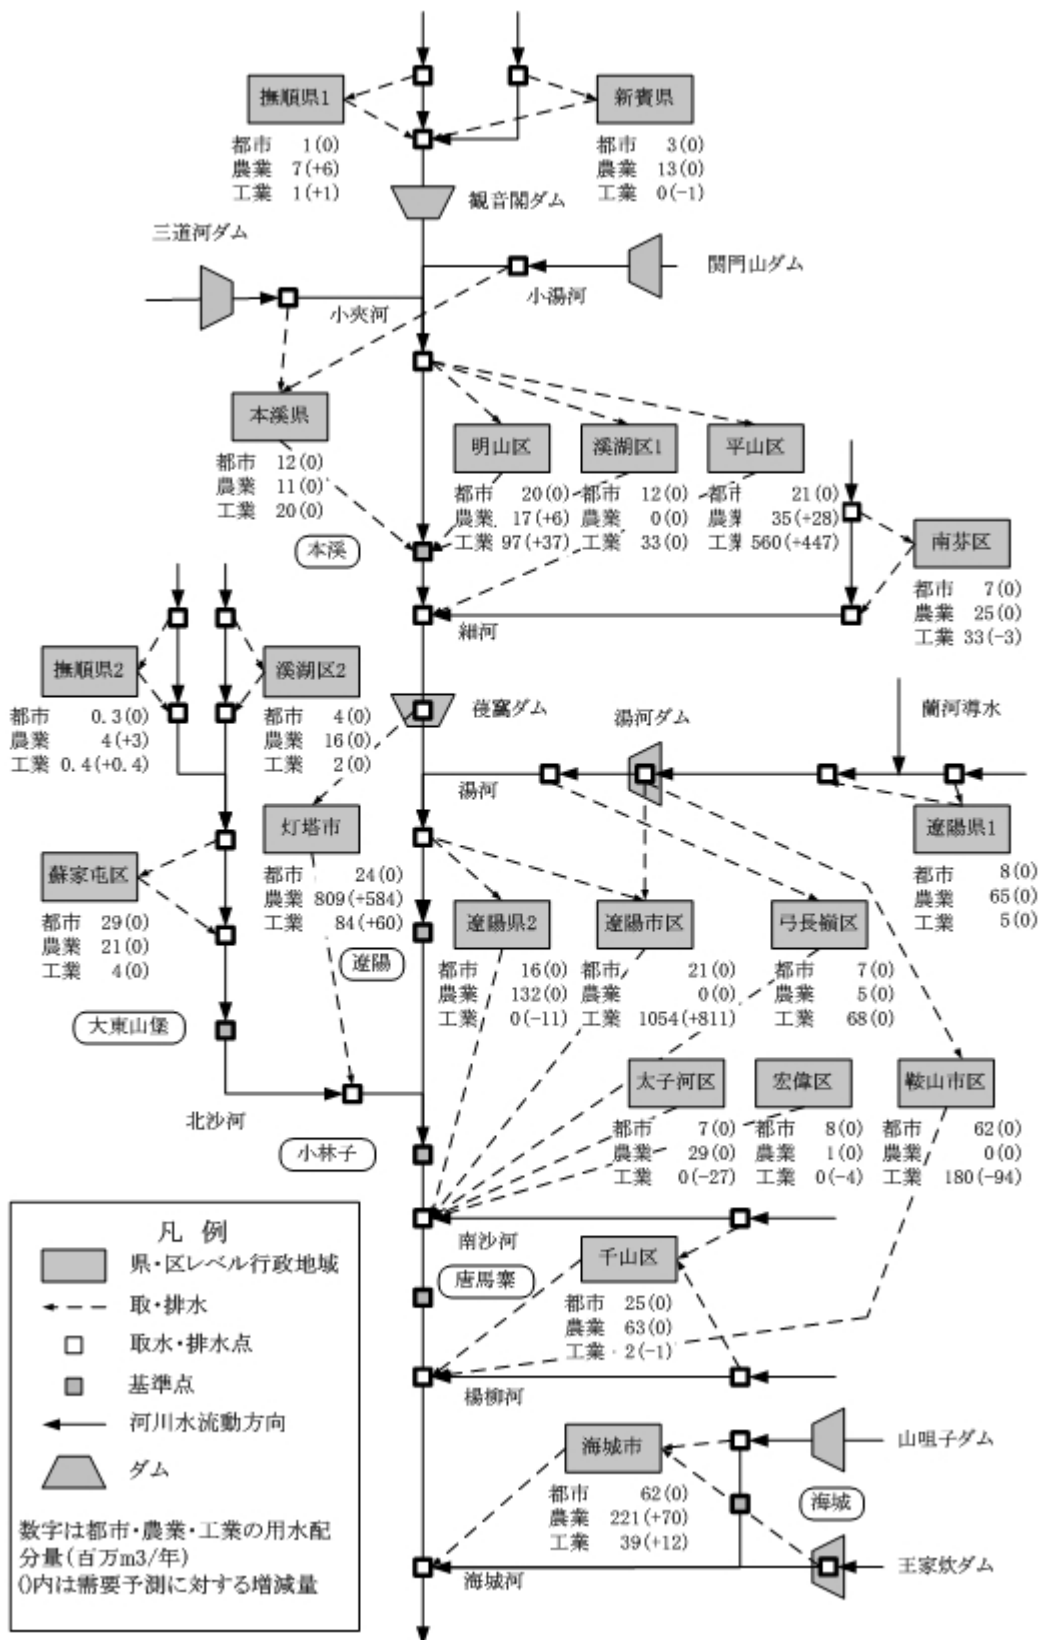 撫順県1
都市 1(0)
農業 7(+6)
工業 1(+1)
新賓県
都市 3(0)
農業 13(0)
工業 0(-1)
観音閣ダム
三道河ダム
関門山ダム
小湯河
小夾河
本溪県
都市 12(0)
農業 11(0)
工業 20(0)
明山区
都市 20(0)
農業 17(+6)
工業 97(+37)
溪湖区1
都市 12(0)
農業 0(0)
工業 33(0)
平山区
都市 21(0)
農業 35(+28)
工業 560(+447)
本溪
南芬区
都市 7(0)
農業 25(0)
工業 33(-3)
細河
撫順県2
都市 0.3(0)
農業 4(+3)
工業 0.4(+0.4)
溪湖区2
都市 4(0)
農業 16(0)
工業 2(0)
葠窩ダム
湯河ダム
蘭河導水
湯河
遼陽県1
都市 8(0)
農業 65(0)
工業 5(0)
灯塔市
都市 24(0)
農業 809(+584)
工業 84(+60)
蘇家屯区
都市 29(0)
農業 21(0)
工業 4(0)
遼陽
遼陽県2
都市 16(0)
農業 132(0)
工業 0(-11)
遼陽市区
都市 21(0)
農業 0(0)
工業 1054(+811)
弓長嶺区
都市 7(0)
農業 5(0)
工業 68(0)
大東山堡
北沙河
小林子
太子河区
都市 7(0)
農業 29(0)
工業 0(-27)
宏偉区
都市 8(0)
農業 1(0)
工業 0(-4)
鞍山市区
都市 62(0)
農業 0(0)
工業 180(-94)
南沙河
唐馬寨
千山区
都市 25(0)
農業 63(0)
工業 2(-1)
楊柳河
海城市
都市 62(0)
農業 221(+70)
工業 39(+12)
山咀子ダム
海城
王家炊ダム
海城河
凡 例
県・区レベル行政地域
取・排水
取水・排水点
基準点
河川水流動方向
ダム
数字は都市・農業・工業の用水配
分量(百万m3/年)
()内は需要予測に対する増減量